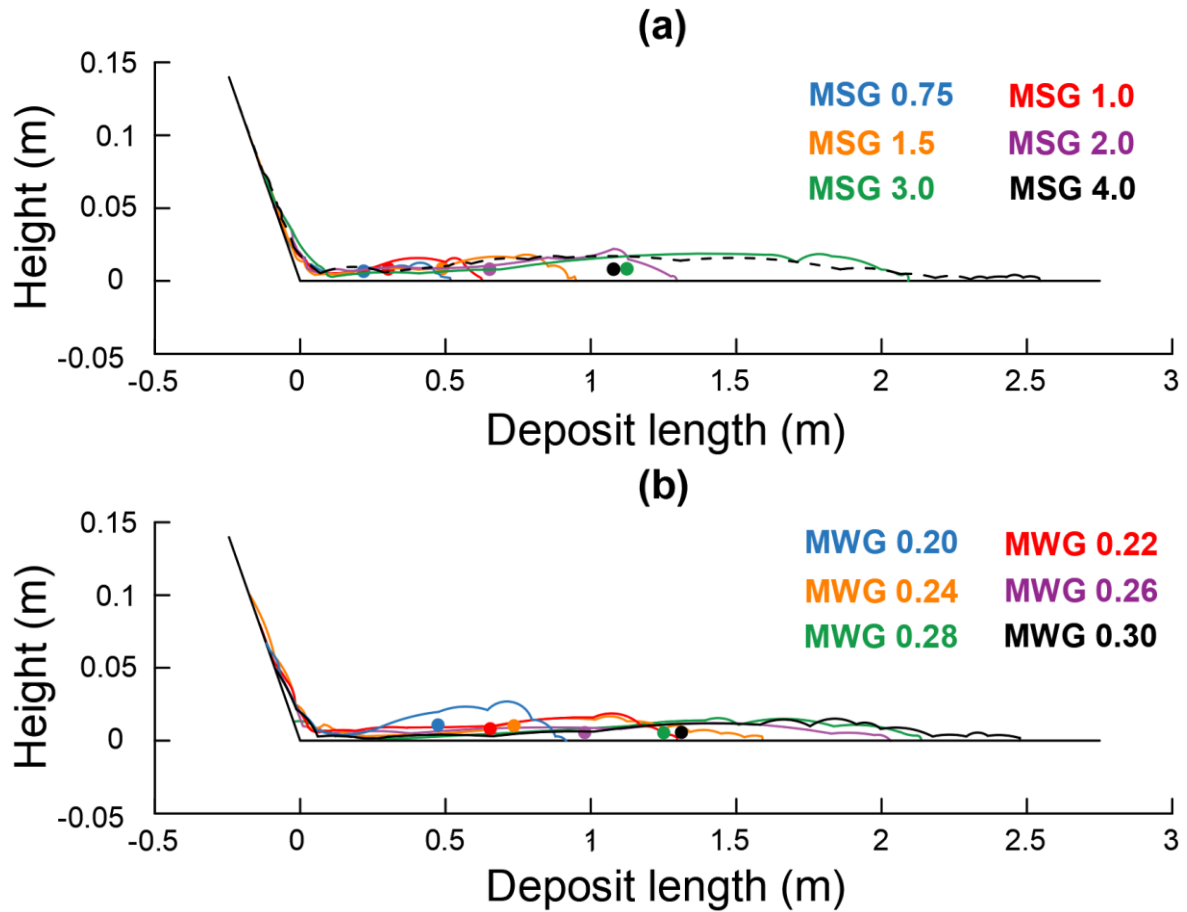 (a)
0.15
0.1
0.05
0
-0.05
Height (m)
MSG 0.75 MSG 1.0
MSG 1.5 MSG 2.0
MSG 3.0 MSG 4.0
-0.5 0 0.5 1 1.5 2 2.5 3
Deposit length (m)
(b)
0.15
0.1
0.05
0
-0.05
Height (m)
MWG 0.20 MWG 0.22
MWG 0.24 MWG 0.26
MWG 0.28 MWG 0.30
-0.5 0 0.5 1 1.5 2 2.5 3
Deposit length (m)